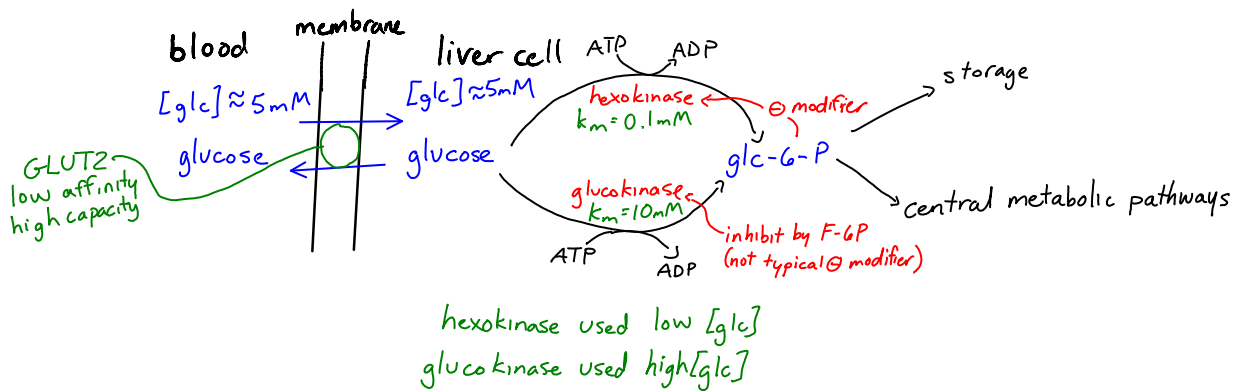 blood
membrane
liver cell
[glc]≈5mM
[glc]≈5mM
glucose
glucose
GLUT2
low affinity
high capacity
ATP
ADP
hexokinase
km=0.1mM
⊖ modifier
glc-6-P
glucokinase
km=10mM
ATP
ADP
inhibit by F-6P
(not typical ⊖ modifier)
storage
central metabolic pathways
hexokinase used low [glc]
glucokinase used high[glc]